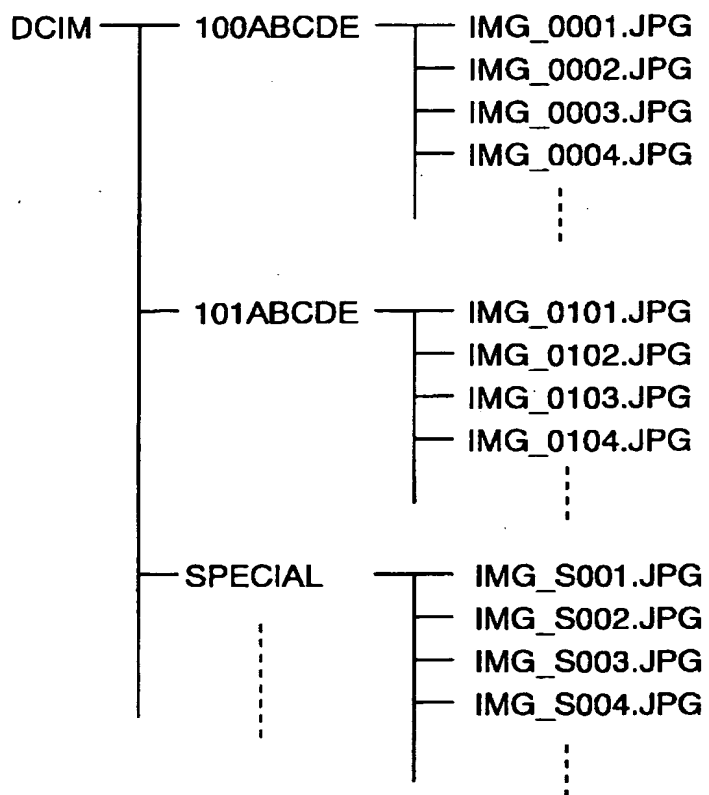 DCIM 100ABCDE IMG_0001.JPG
IMG_0002.JPG
IMG_0003.JPG
IMG_0004.JPG
101ABCDE IMG_0101.JPG
IMG_0102.JPG
IMG_0103.JPG
IMG_0104.JPG
SPECIAL IMG_S001.JPG
IMG_S002.JPG
IMG_S003.JPG
IMG_S004.JPG